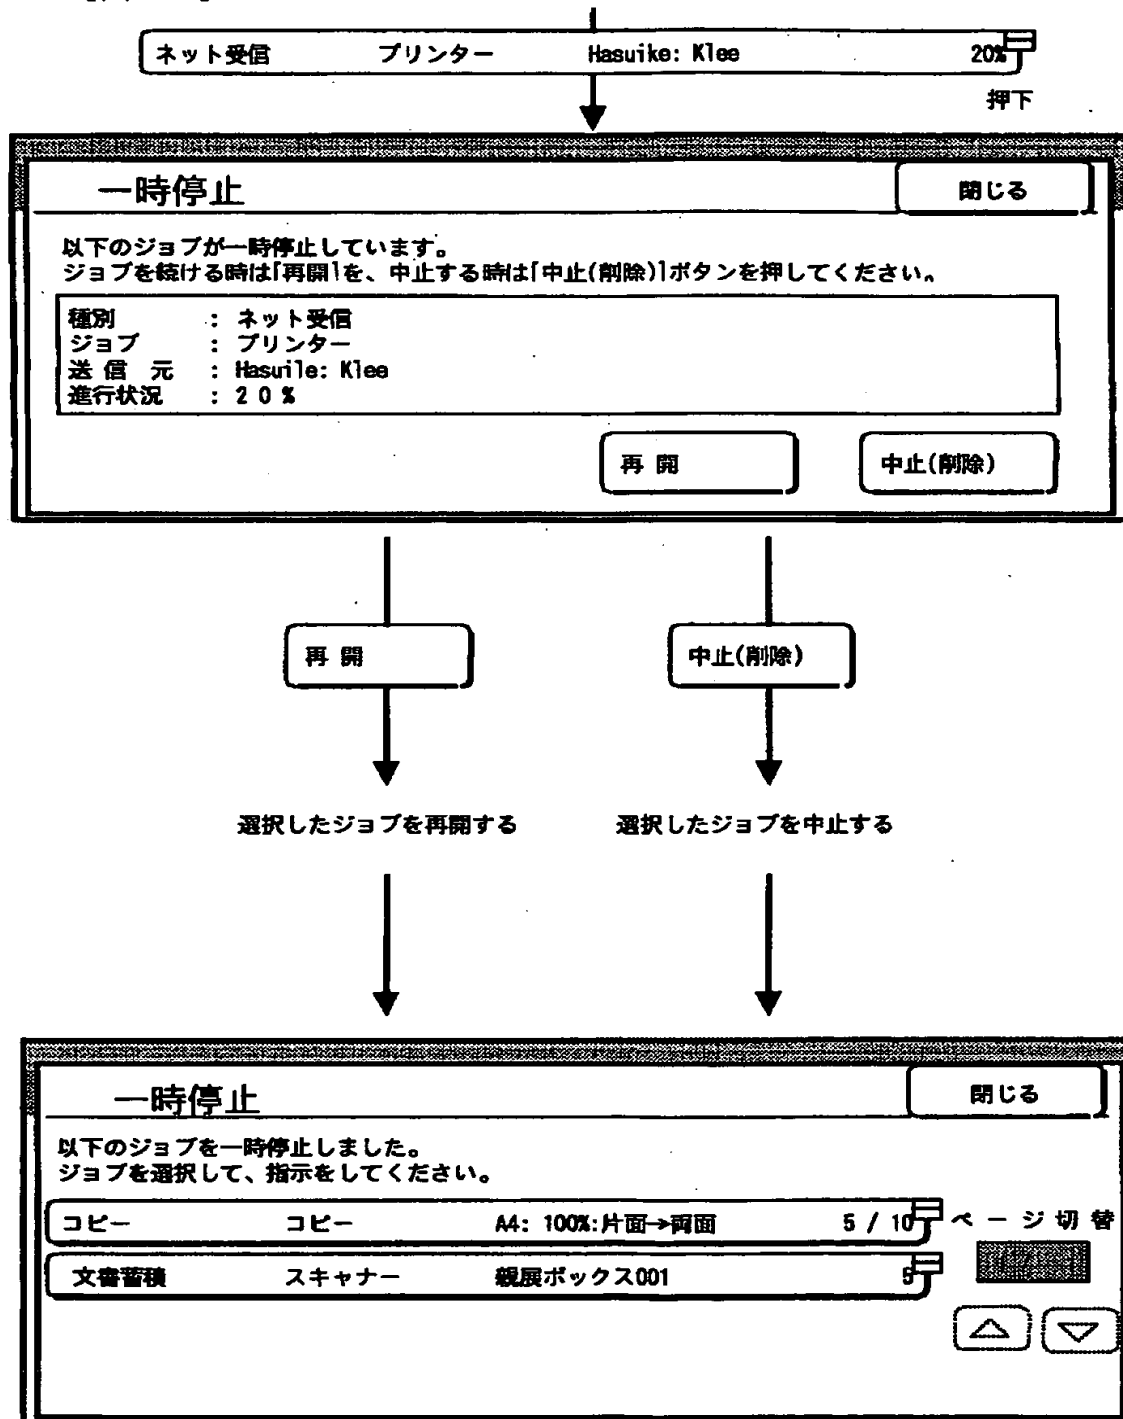 ネット受信 プリンター Hasuike: Klee 20%
押下
一時停止 閉じる
以下のジョブが一時停止しています。
ジョブを続ける時は「再開」を、中止する時は「中止(削除)」ボタンを押してください。
種別 : ネット受信
ジョブ : プリンター
送 信 元 : Hasuile: Klee
進行状況 : 20%
再 開 中止(削除)
再 開 中止(削除)
選択したジョブを再開する 選択したジョブを中止する
一時停止 閉じる
以下のジョブを一時停止しました。
ジョブを選択して、指示をしてください。
コピー コピー A4: 100%:片面→両面 5 / 10 ページ切替
文書蓄積 スキャナー 親展ボックス001 5